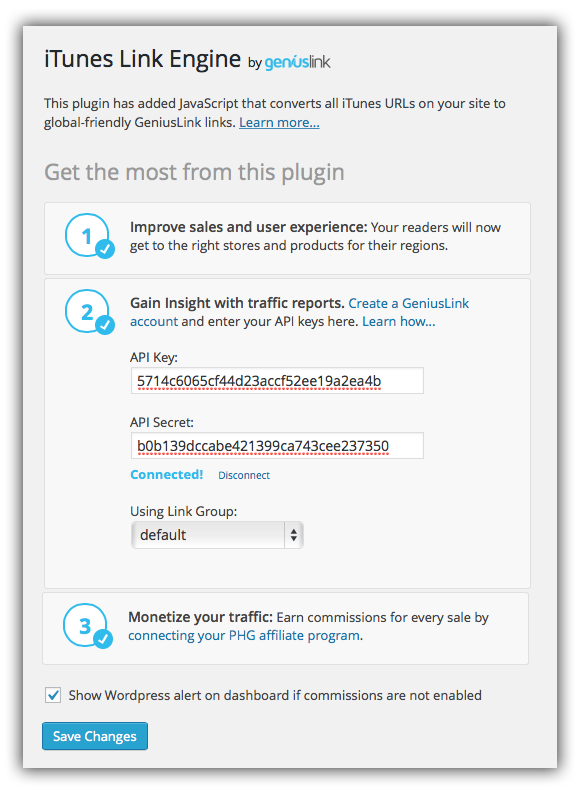 iTunes Link Engine by geniuslink
This plugin has added JavaScript that converts all iTunes URLs on your site to
global-friendly GeniusLink links. Learn more...
Get the most from this plugin
1
Improve sales and user experience: Your readers will now
get to the right stores and products for their regions.
2
Gain Insight with traffic reports. Create a GeniusLink
account and enter your API keys here. Learn how...
API Key:
5714c6065cf44d23accf52ee19a2ea4b
API Secret:
b0b139dccabe421399ca743cee237350
Connected! Disconnect
Using Link Group:
default
3
Monetize your traffic: Earn commissions for every sale by
connecting your PHG affiliate program.
Show Wordpress alert on dashboard if commissions are not enabled
Save Changes